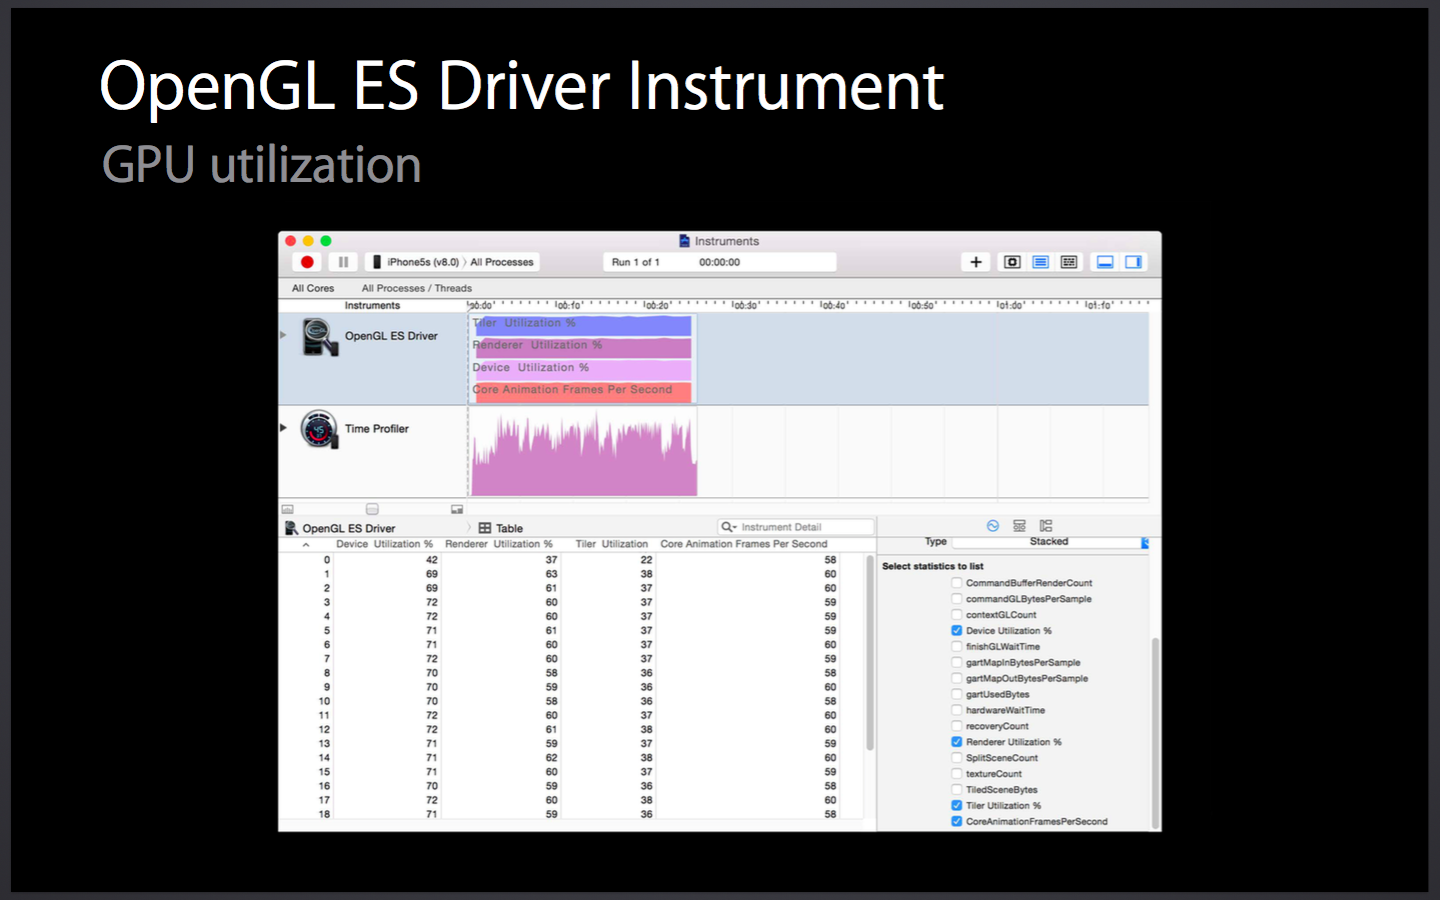 OpenGL ES Driver Instrument
GPU utilization
Instruments
iPhone5s (v8.0) 〉 All Processes
Run 1 of 1 00:00:00
All Cores All Processes / Threads
Instruments 00:00 00:10 00:20 00:30 00:40 00:50 01:00 01:10
OpenGL ES Driver
Tiler Utilization %
Renderer Utilization %
Device Utilization %
Core Animation Frames Per Second
Time Profiler
OpenGL ES Driver Table Instrument Detail
Device Utilization % Renderer Utilization % Tiler Utilization Core Animation Frames Per Second
0 42 37 22 58
1 69 63 38 60
2 69 61 37 60
3 72 60 37 59
4 72 60 37 59
5 71 61 37 59
6 71 60 37 60
7 72 60 37 59
8 70 58 36 58
9 70 59 36 60
10 70 58 36 58
11 72 60 37 60
12 72 61 38 60
13 71 59 37 59
14 71 62 38 60
15 71 60 37 59
16 70 59 36 58
17 72 60 38 60
18 71 59 36 58
Type Stacked
Select statistics to list
CommandBufferRenderCount
commandGLBytesPerSample
contextGLCount
Device Utilization %
finishGLWaitTime
gartMapInBytesPerSample
gartMapOutBytesPerSample
gartUsedBytes
hardwareWaitTime
recoveryCount
Renderer Utilization %
SplitSceneCount
textureCount
TiledSceneBytes
Tiler Utilization %
CoreAnimationFramesPerSecond